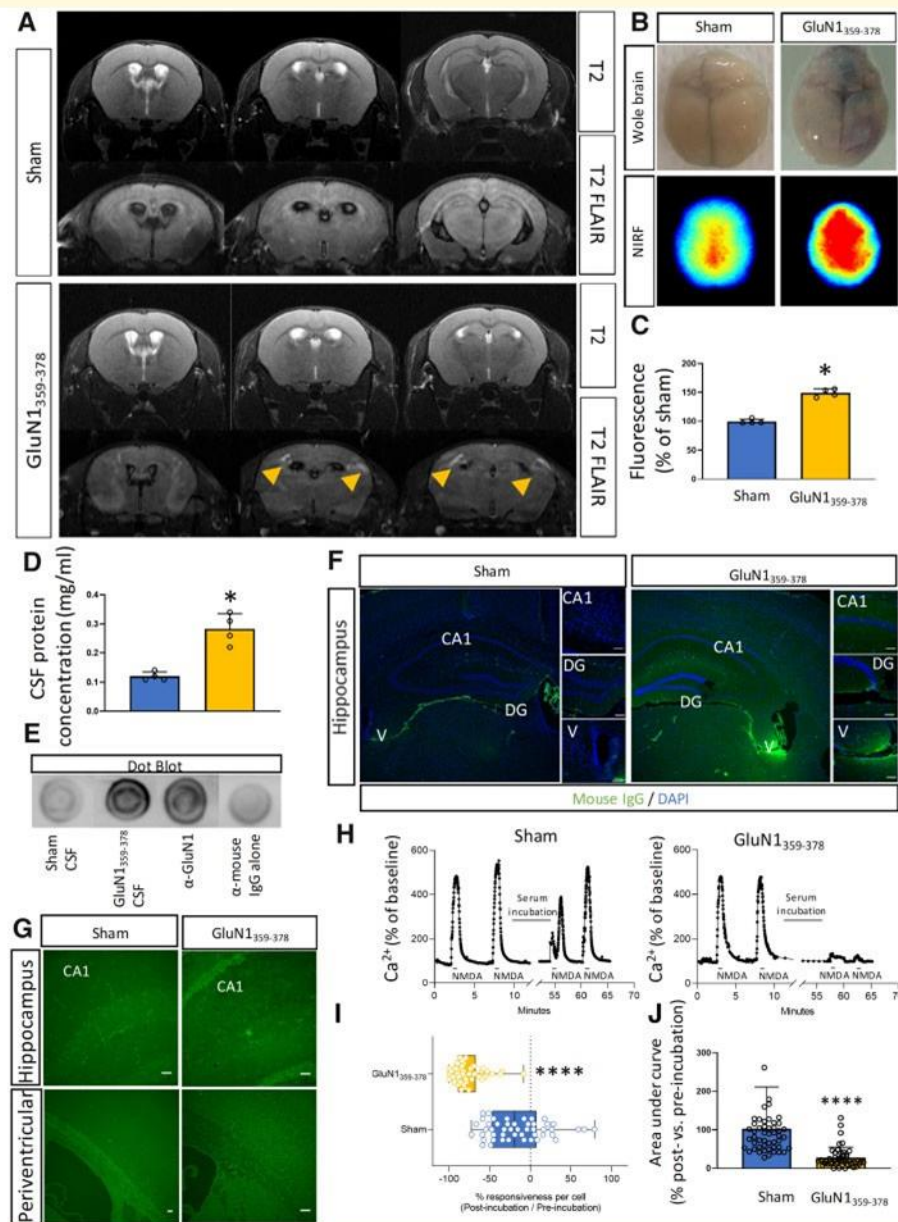 A
Sham
T2
T2 FLAIR
GluN1359-378
T2
T2 FLAIR
B
Sham
GluN1359-378
Wole brain
NIRF
C
Fluorescence
(% of sham)
200
150
100
50
0
*
Sham
GluN1359-378
D
CSF protein
concentration (mg/ml)
0.4
0.3
0.2
0.1
0.0
*
E
Dot Blot
Sham
CSF
GluN1359-378
CSF
α-GluN1
α-mouse
IgG alone
F
Sham
GluN1359-378
Hippocampus
CA1
DG
V
CA1
DG
V
CA1
DG
V
CA1
DG
V
Mouse IgG / DAPI
G
Sham
GluN1359-378
Hippocampus
CA1
CA1
Periventricular
H
Sham
Ca2+ (% of baseline)
600
400
200
0
Serum
incubation
NMDA
NMDA
NMDA
NMDA
0
5
10
55
60
65
70
Minutes
GluN1359-378
Ca2+ (% of baseline)
600
400
200
0
Serum
incubation
NMDA
NMDA
NMDA
NMDA
0
5
10
55
60
65
70
Minutes
I
GluN1359-378
Sham
****
-100
-50
0
50
100
% responsiveness per cell
(Post-incubation / Pre-incubation)
J
Area under curve
(% post- vs. pre-incubation)
300
200
100
0
****
Sham
GluN1359-378